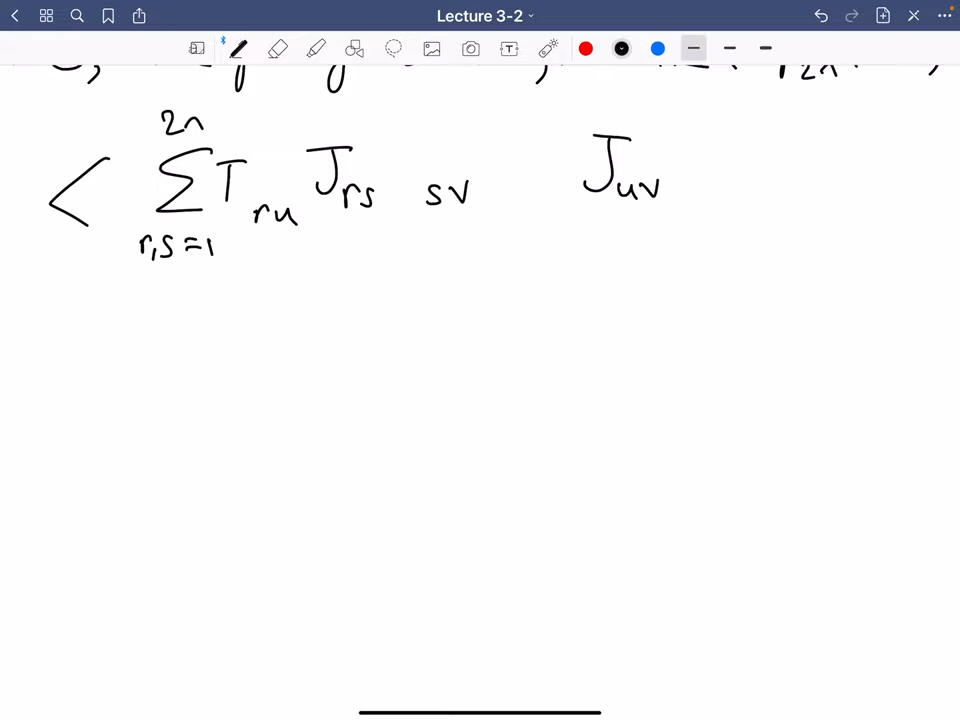 Lecture 3-2
2n
< Σ T_ru J_rs sv J_uv
r,s=1